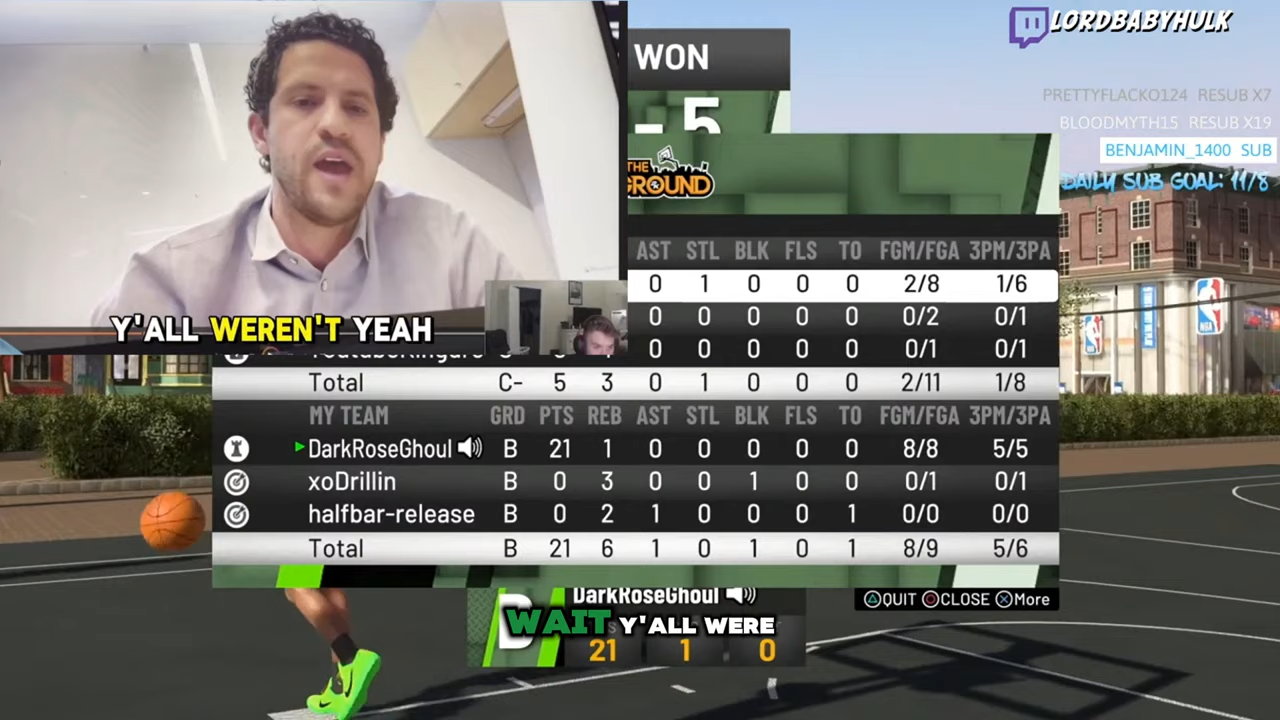 LORDBABYHULK
WON
- 5
PRETTYFLACKO124 RESUB X7
BLOODMYTH15 RESUB X19
BENJAMIN_1400 SUB
DAILY SUB GOAL: 11/8
THE
GROUND
AST STL BLK FLS TO FGM/FGA 3PM/3PA
0 1 0 0 0 2/8 1/6
0 0 0 0 0 0/2 0/1
0 0 0 0 0 0/1 0/1
Y'ALL WEREN'T YEAH
Total C- 5 3 0 1 0 0 0 2/11 1/8
MY TEAM GRD PTS REB AST STL BLK FLS TO FGM/FGA 3PM/3PA
DarkRoseGhoul B 21 1 0 0 0 0 0 8/8 5/5
xoDrillin B 0 3 0 0 1 0 0 0/1 0/1
halfbar-release B 0 2 1 0 0 0 1 0/0 0/0
Total B 21 6 1 0 1 0 1 8/9 5/6
QUIT CLOSE More
DarkRoseGhoul
WAIT Y'ALL WERE
21 1 0
NBA
NBA